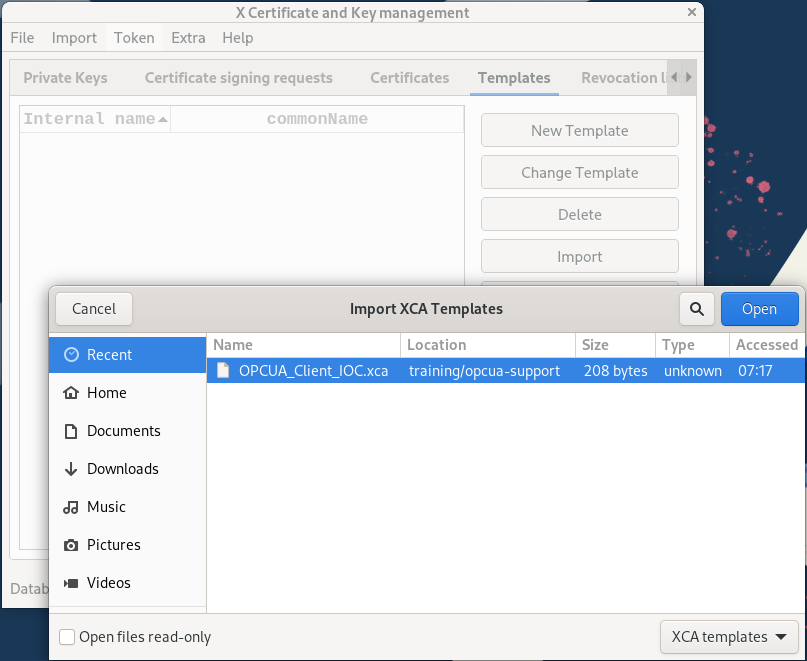 X Certificate and Key management
File Import Token Extra Help
Private Keys Certificate signing requests Certificates Templates Revocation li
Internal name commonName
New Template
Change Template
Delete
Import
Cancel Import XCA Templates Open
Name Location Size Type Accessed
Recent
OPCUA_Client_IOC.xca training/opcua-support 208 bytes unknown 07:17
Home
Documents
Downloads
Music
Pictures
Videos
Datab
Open files read-only XCA templates